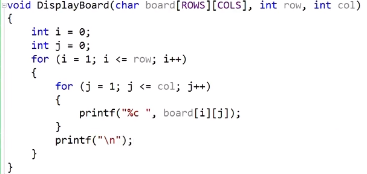 void DisplayBoard(char board[ROWS][COLS], int row, int col)
{
    int i = 0;
    int j = 0;
    for (i = 1; i <= row; i++)
    {
        for (j = 1; j <= col; j++)
        {
            printf("%c ", board[i][j]);
        }
        printf("\n");
    }
}